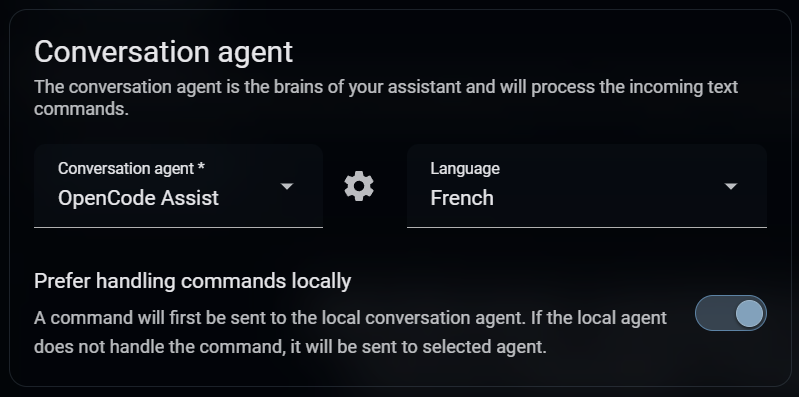 Conversation agent
The conversation agent is the brains of your assistant and will process the incoming text
commands.
Conversation agent *
OpenCode Assist
Language
French
Prefer handling commands locally
A command will first be sent to the local conversation agent. If the local agent
does not handle the command, it will be sent to selected agent.